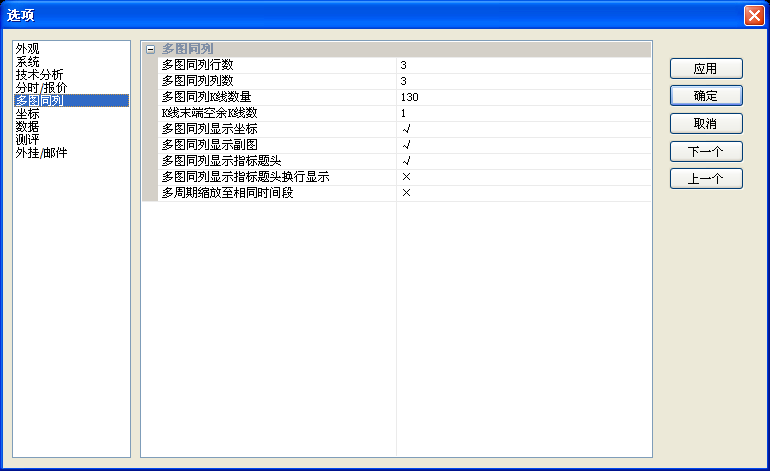 选项
外观
系统
技术分析
分时/报价
多图同列
坐标
数据
测评
外挂/邮件
多图同列
多图同列行数 3
多图同列列数 3
多图同列K线数量 130
K线末端空余K线数 1
多图同列显示坐标 √
多图同列显示副图 √
多图同列显示指标题头 √
多图同列显示指标题头换行显示 ×
多周期缩放至相同时间段 ×
应用
确定
取消
下一个
上一个